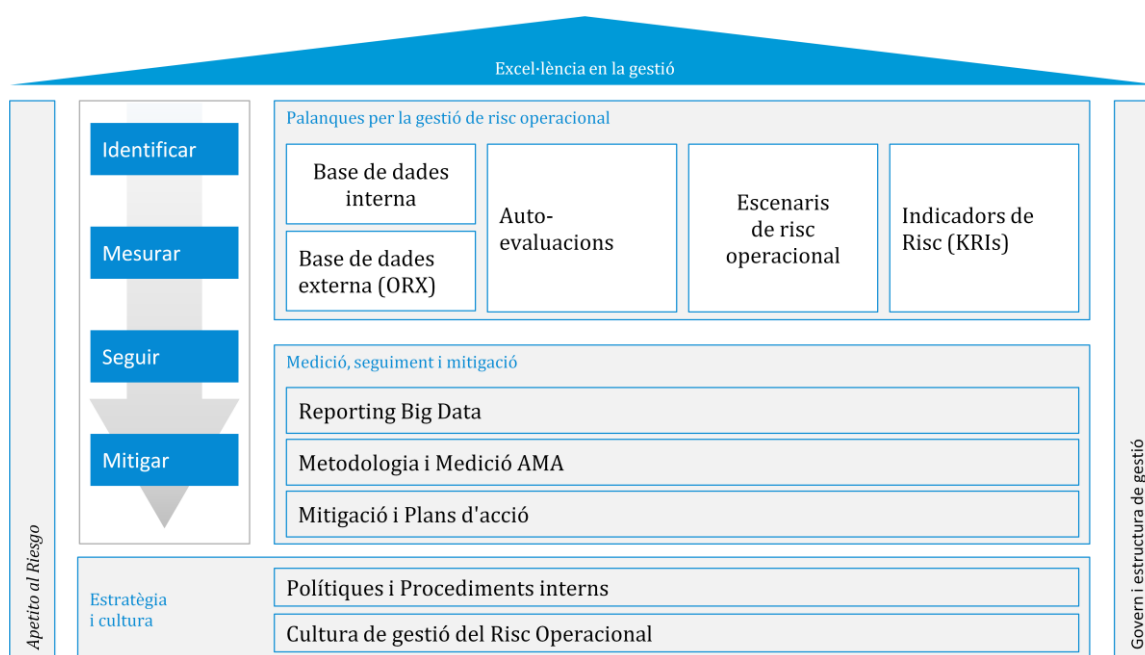 Excel·lència en la gestió
Apetito al Riesgo
Identificar
Mesurar
Seguir
Mitigar
Palanques per la gestió de risc operacional
Base de dades
interna
Base de dades
externa (ORX)
Auto-
evaluacions
Escenaris
de risc
operacional
Indicadors de
Risc (KRIs)
Medició, seguiment i mitigació
Reporting Big Data
Metodologia i Medició AMA
Mitigació i Plans d'acció
Estratègia
i cultura
Polítiques i Procediments interns
Cultura de gestió del Risc Operacional
Govern i estructura de gestió